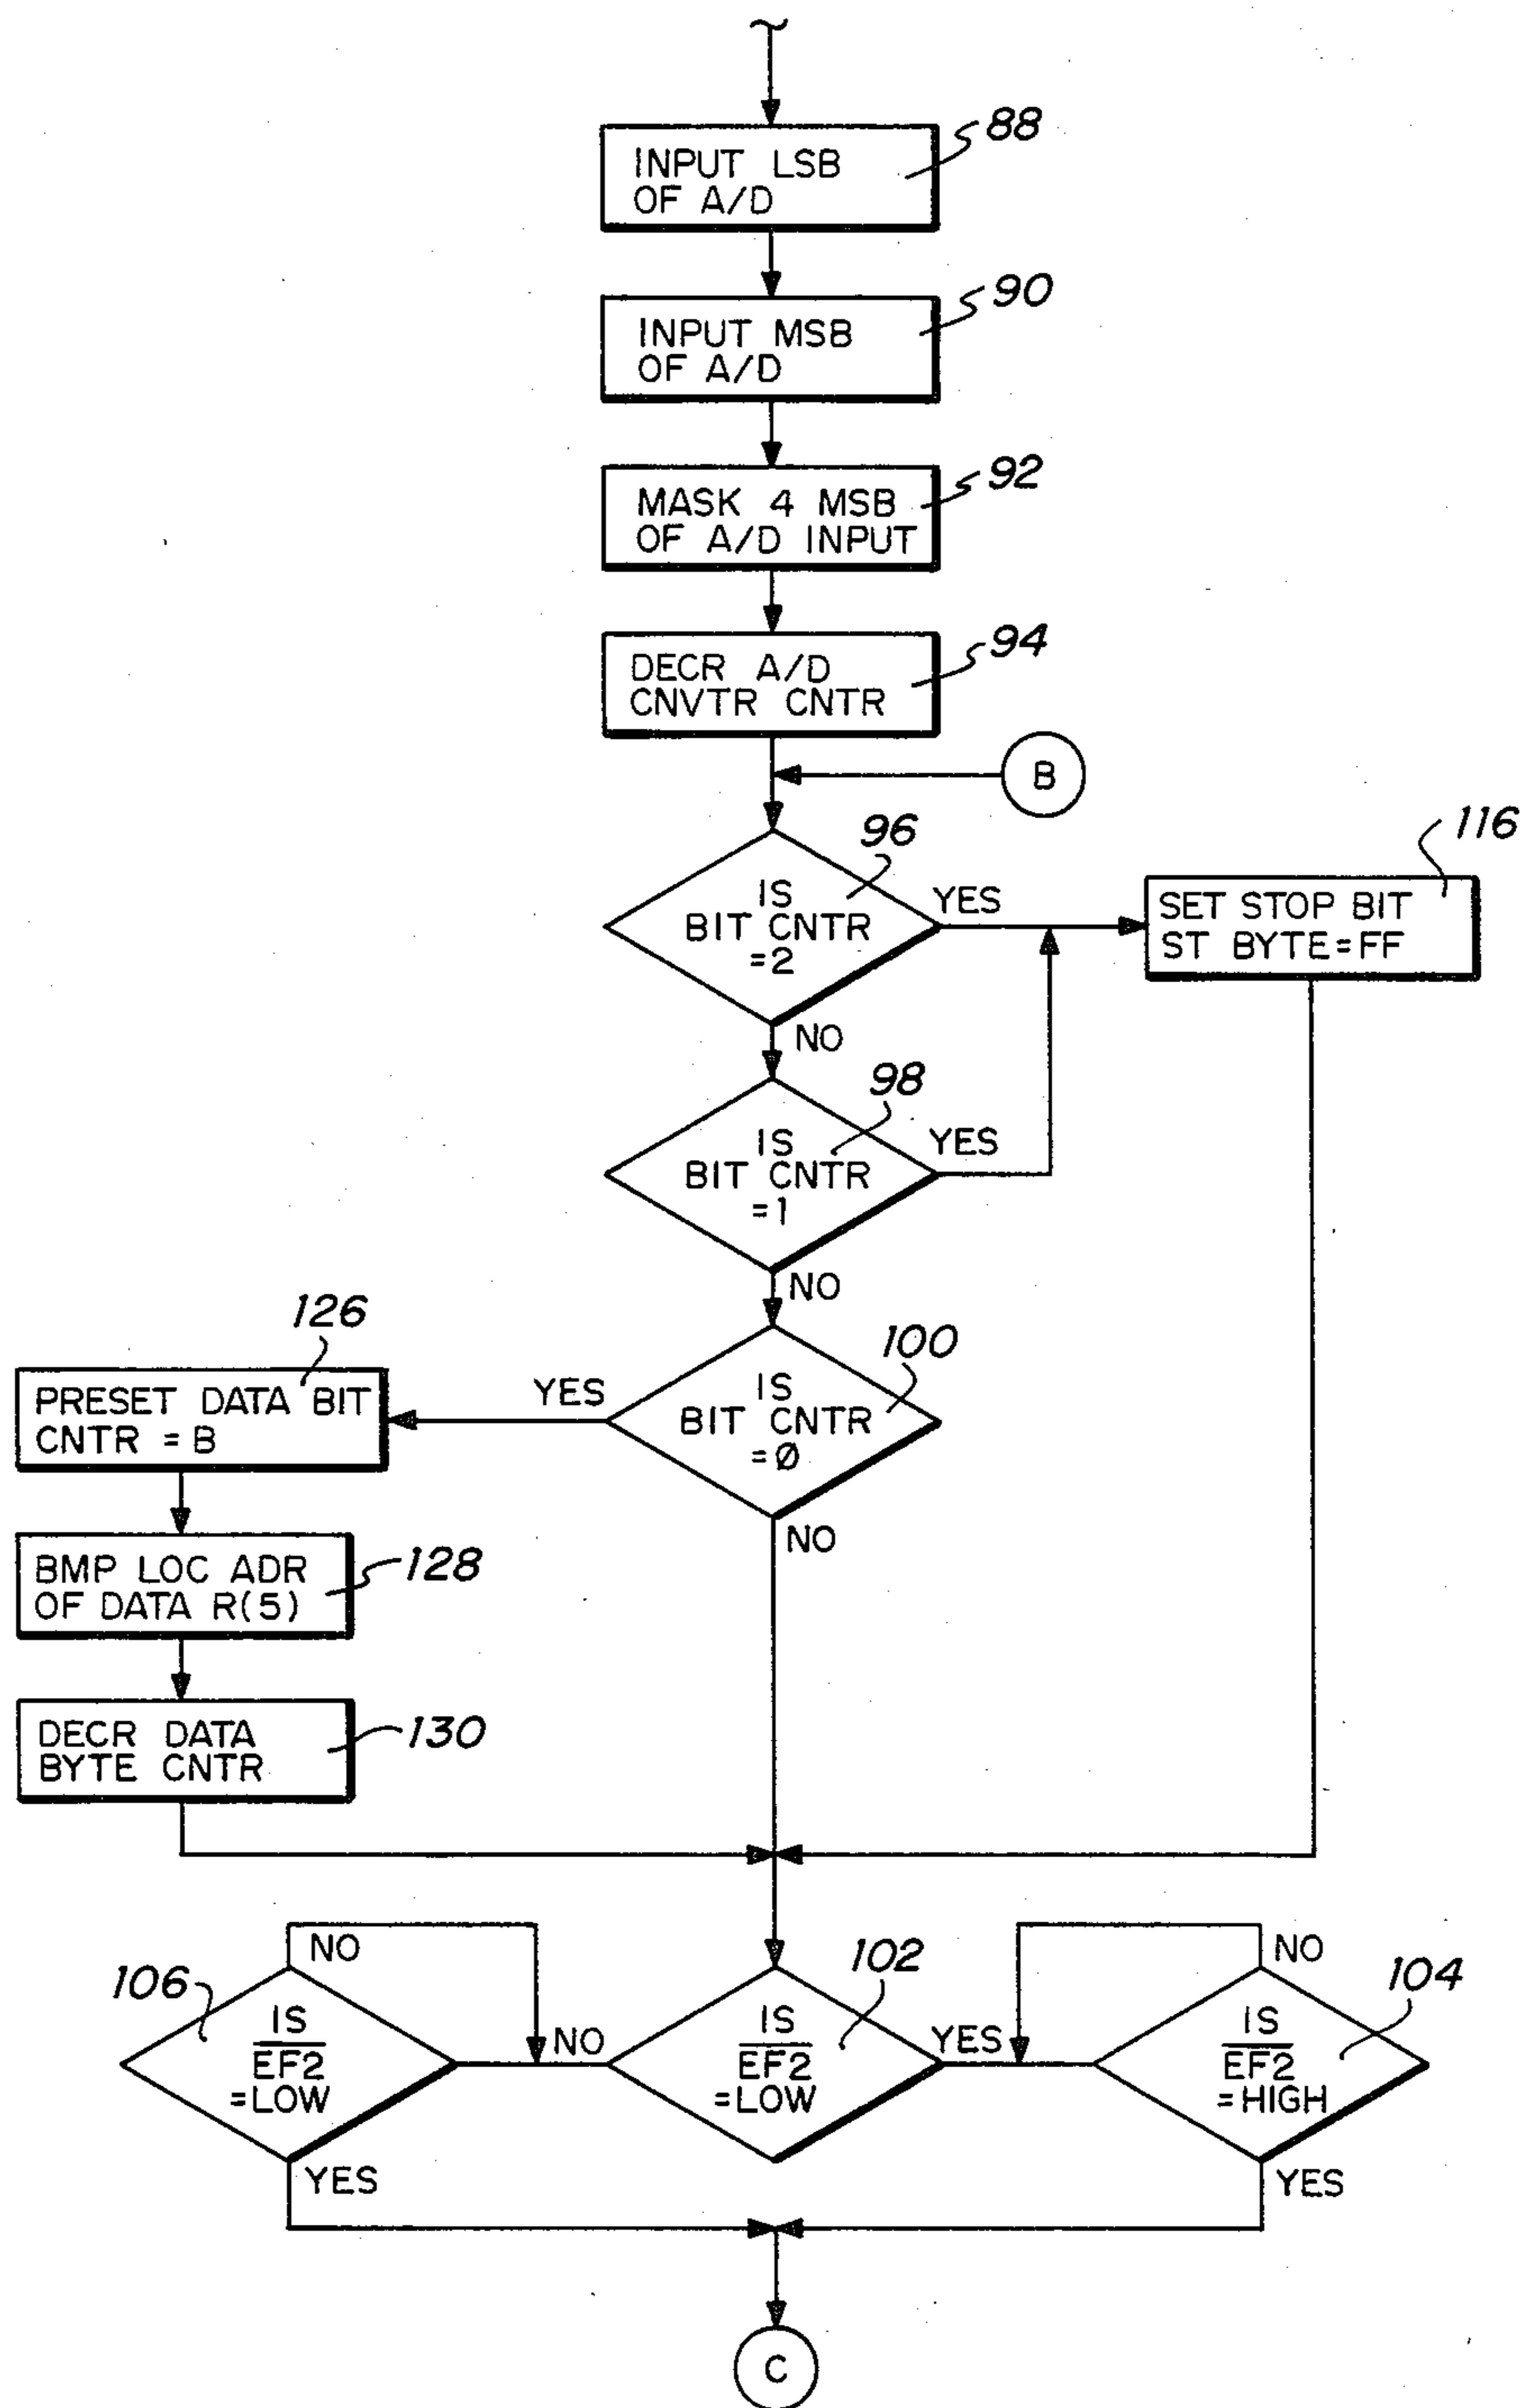 88
INPUT LSB
OF A/D
90
INPUT MSB
OF A/D
92
MASK 4 MSB
OF A/D INPUT
94
DECR A/D
CNVTR CNTR
B
96
IS
BIT CNTR
=2
YES
NO
116
SET STOP BIT
ST BYTE=FF
98
IS
BIT CNTR
=1
YES
NO
100
IS
BIT CNTR
=Ø
YES
NO
126
PRESET DATA BIT
CNTR = B
128
BMP LOC ADR
OF DATA R(5)
130
DECR DATA
BYTE CNTR
106
NO
IS
E̅F̅2̅
=LOW
YES
102
NO
IS
E̅F̅2̅
=LOW
YES
104
NO
IS
E̅F̅2̅
=HIGH
YES
C